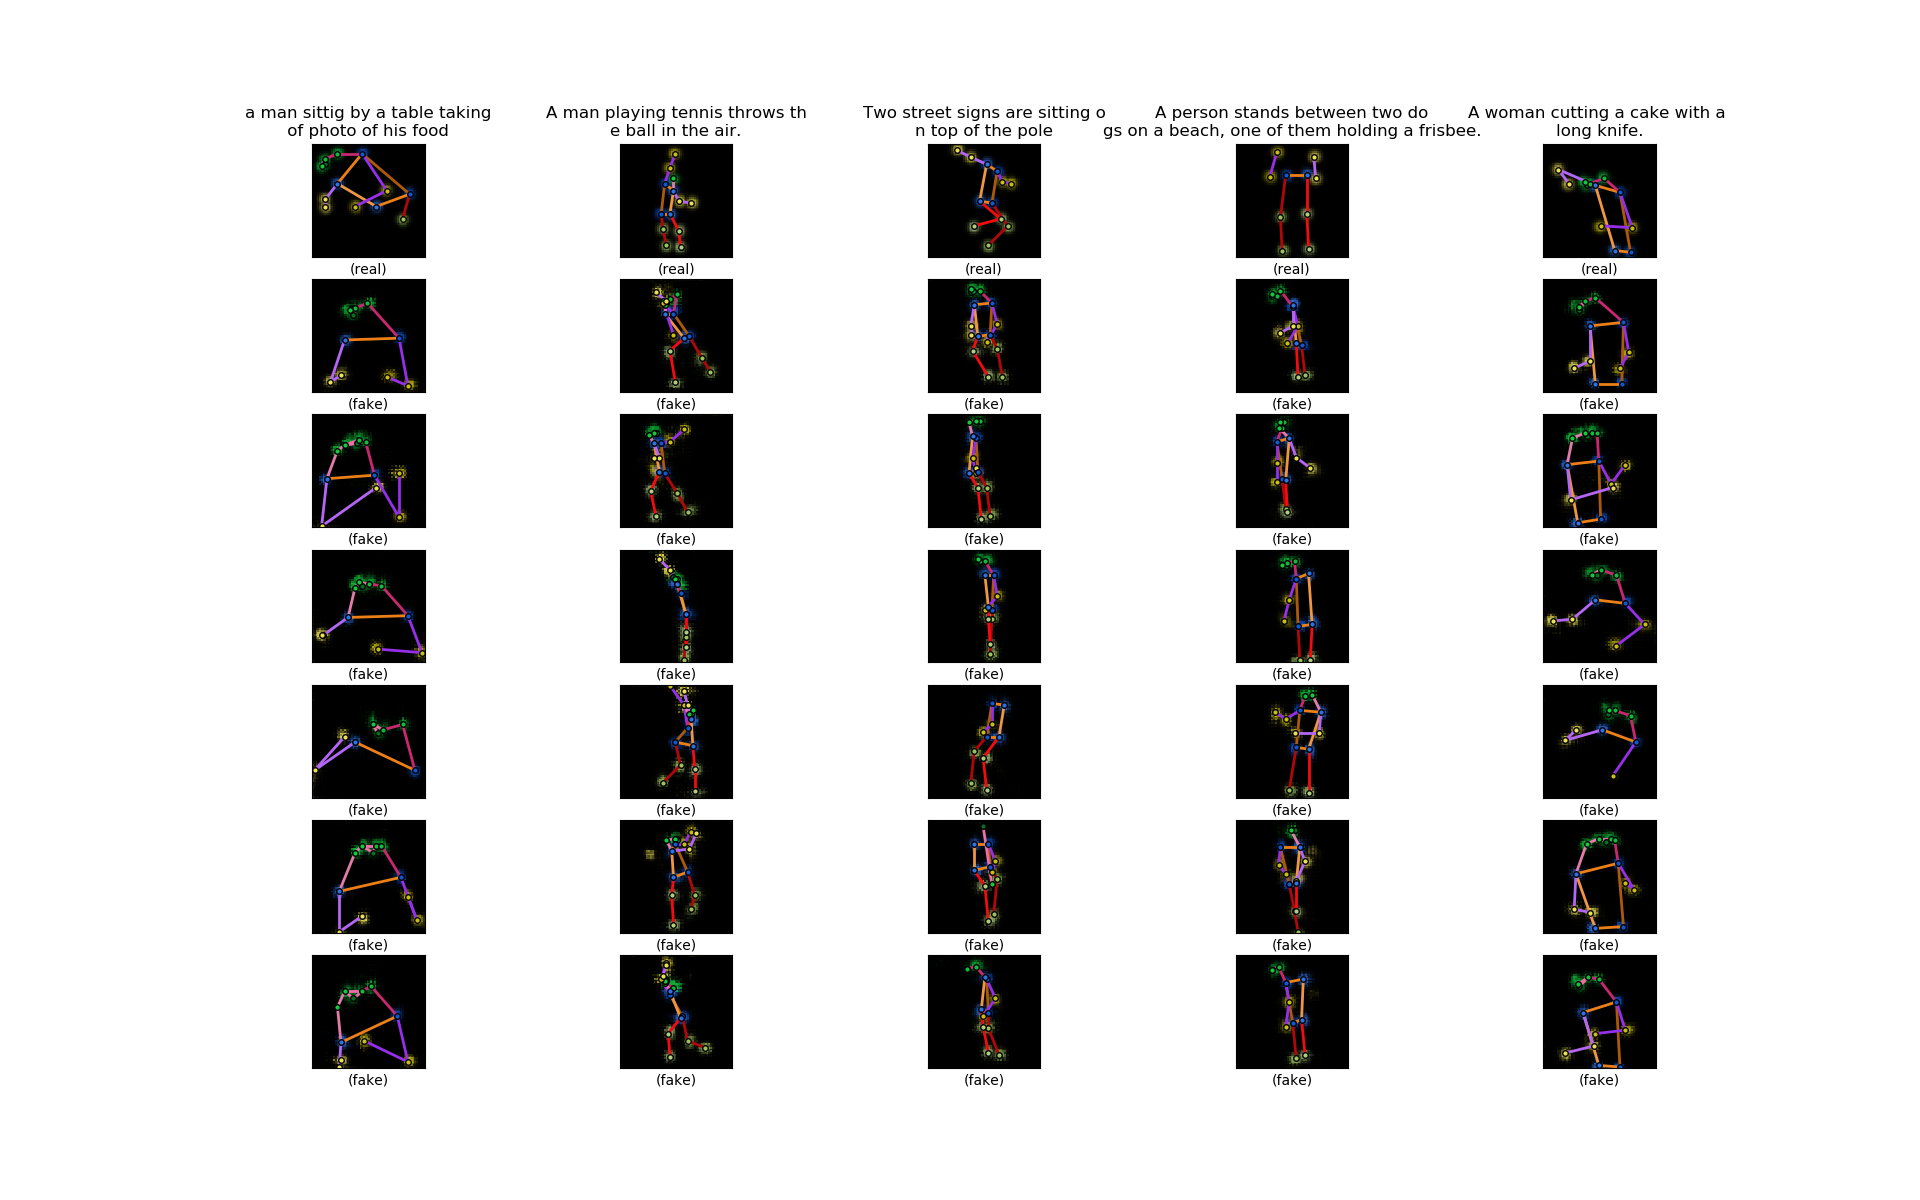 a man sittig by a table taking
of photo of his food
A man playing tennis throws th
e ball in the air.
Two street signs are sitting o
n top of the pole
A person stands between two do
gs on a beach, one of them holding a frisbee.
A woman cutting a cake with a
long knife.
(real) (real) (real) (real) (real)
(fake) (fake) (fake) (fake) (fake)
(fake) (fake) (fake) (fake) (fake)
(fake) (fake) (fake) (fake) (fake)
(fake) (fake) (fake) (fake) (fake)
(fake) (fake) (fake) (fake) (fake)
(fake) (fake) (fake) (fake) (fake)